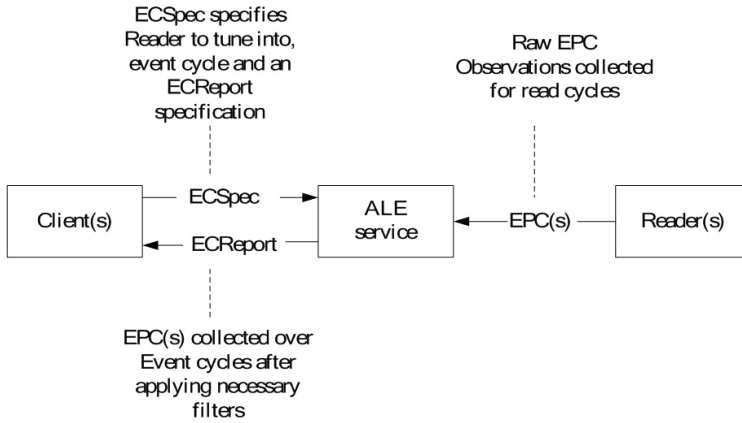 ECSpec specifies
Reader to tune into,
event cycle and an
ECReport
specification
Raw EPC
Observations collected
for read cycles
Client(s)
ECSpec
ECReport
ALE
service
EPC(s)
Reader(s)
EPC(s) collected over
Event cycles after
applying necessary
filters